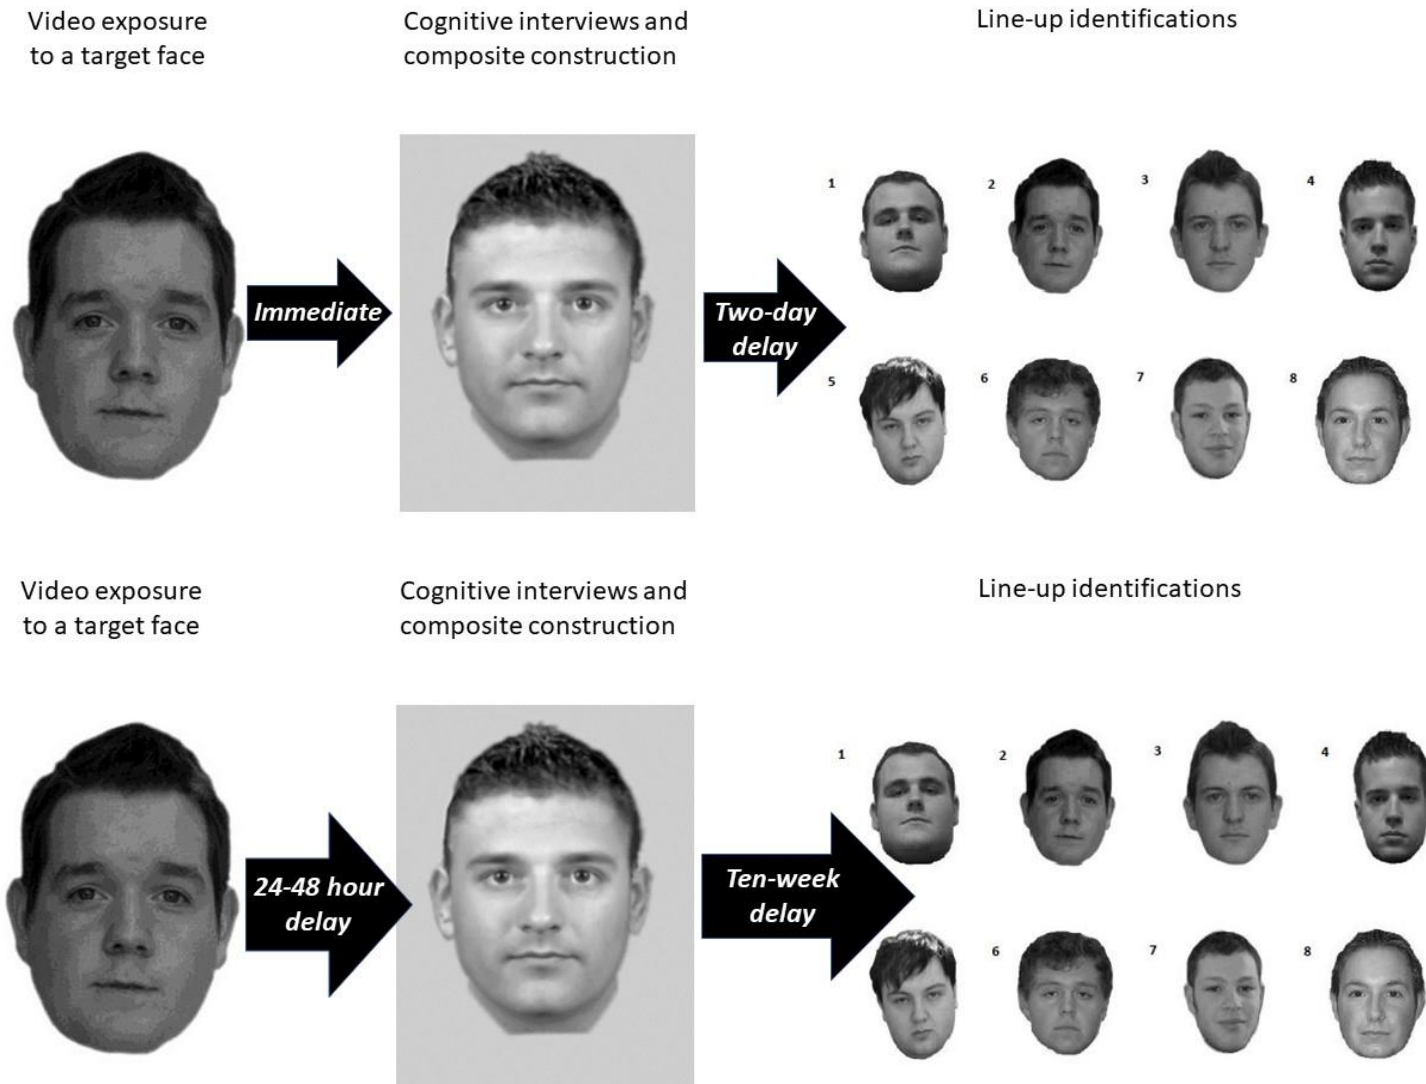 Video exposure
to a target face
Cognitive interviews and
composite construction
Line-up identifications
Immediate
Two-day
delay
1
2
3
4
5
6
7
8
Video exposure
to a target face
Cognitive interviews and
composite construction
Line-up identifications
24-48 hour
delay
Ten-week
delay
1
2
3
4
6
7
8